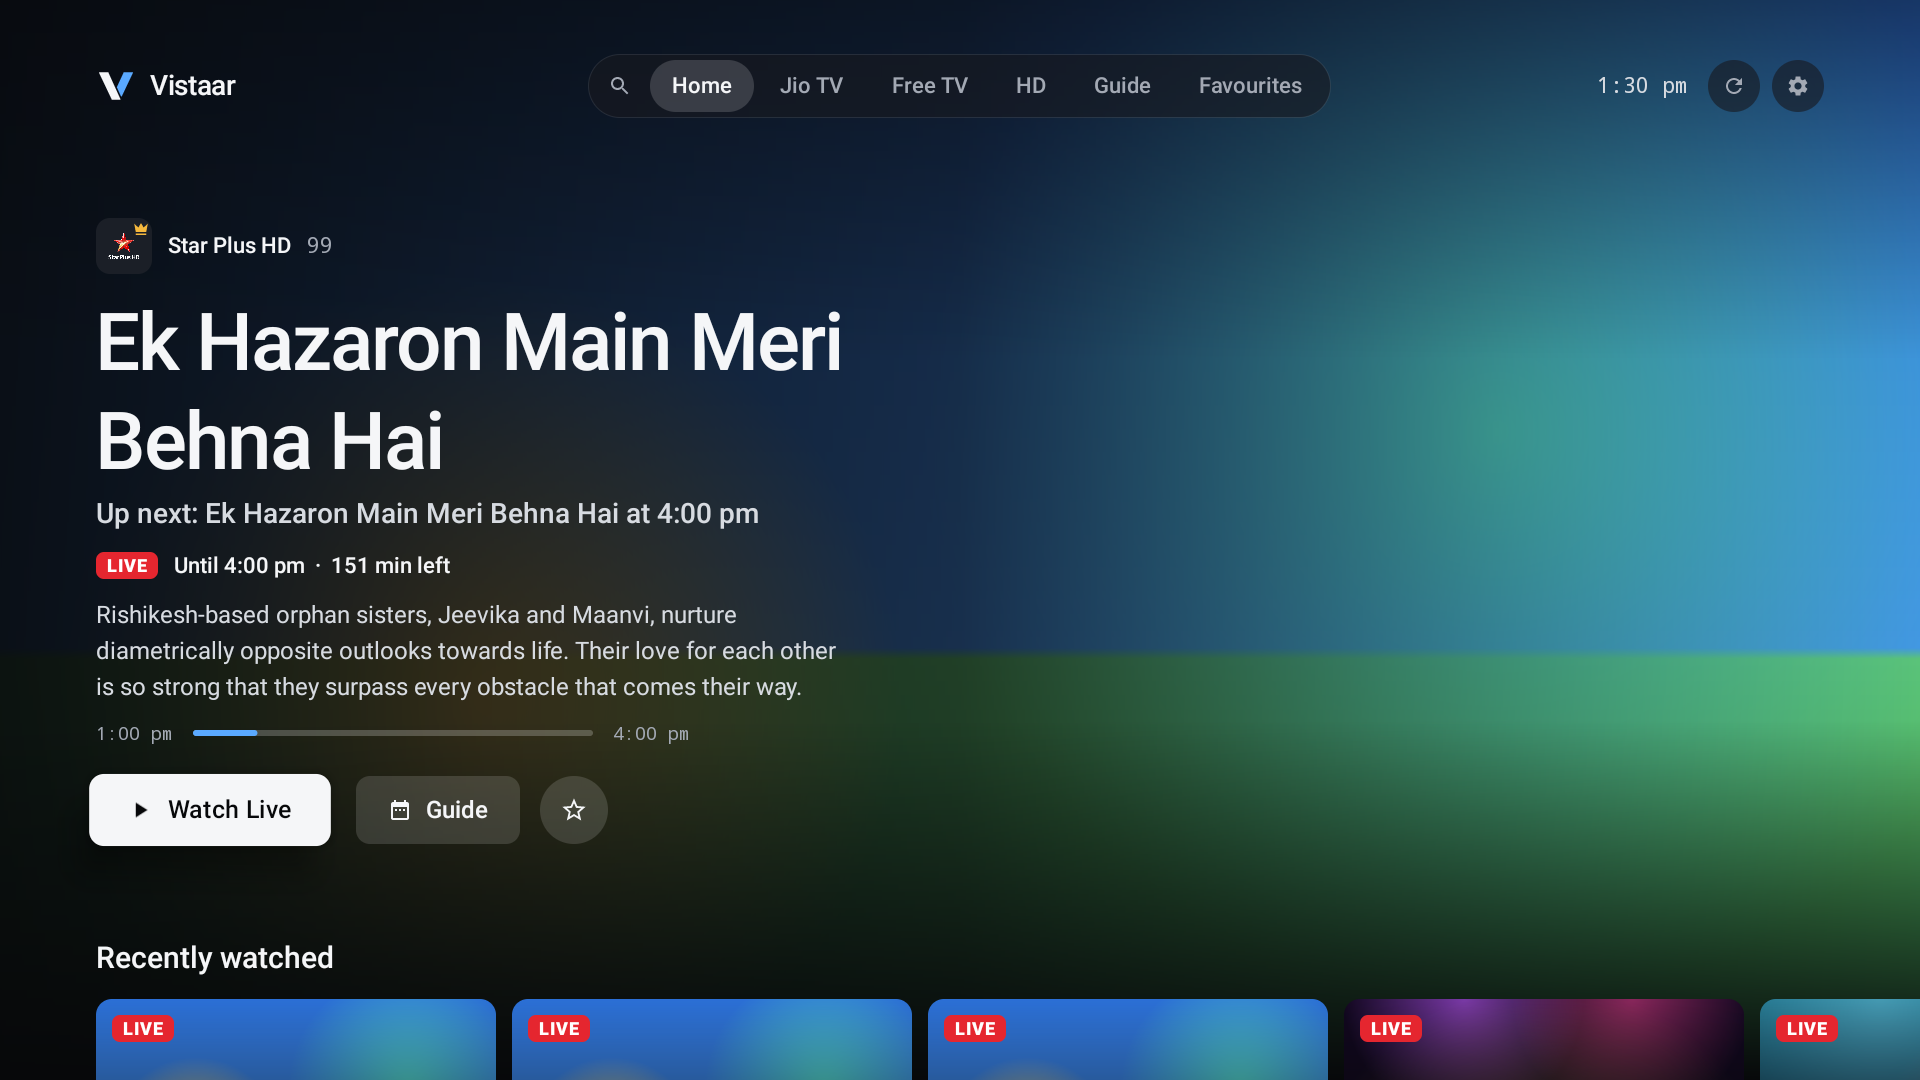 Vistaar
Home
Jio TV
Free TV
HD
Guide
Favourites
1:30 pm
Star Plus HD
Star Plus HD 99
Ek Hazaron Main Meri
Behna Hai
Up next: Ek Hazaron Main Meri Behna Hai at 4:00 pm
LIVE Until 4:00 pm · 151 min left
Rishikesh-based orphan sisters, Jeevika and Maanvi, nurture
diametrically opposite outlooks towards life. Their love for each other
is so strong that they surpass every obstacle that comes their way.
1:00 pm 4:00 pm
Watch Live
Guide
Recently watched
LIVE
LIVE
LIVE
LIVE
LIVE